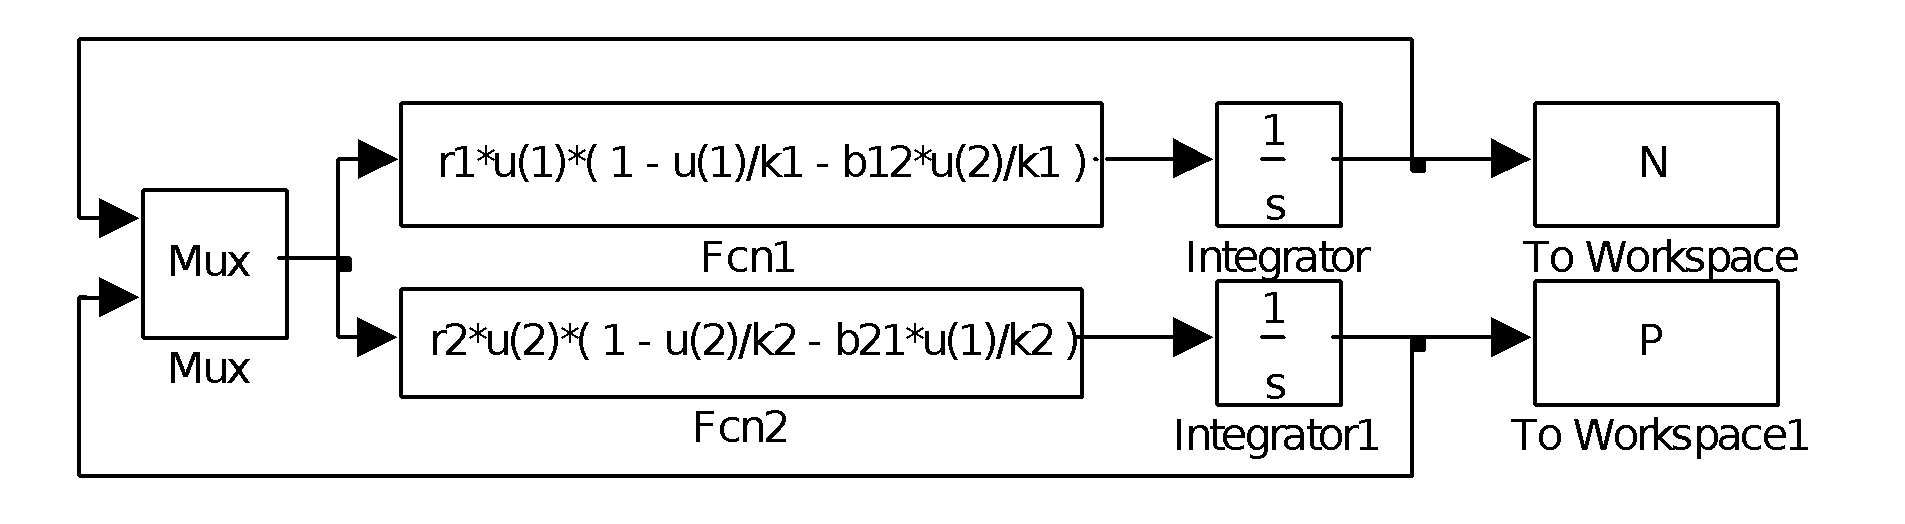 r1*u(1)*( 1 - u(1)/k1 - b12*u(2)/k1 )
Fcn1
1
s
Integrator
N
To Workspace
Mux
Mux
r2*u(2)*( 1 - u(2)/k2 - b21*u(1)/k2 )
Fcn2
1
s
Integrator1
P
To Workspace1